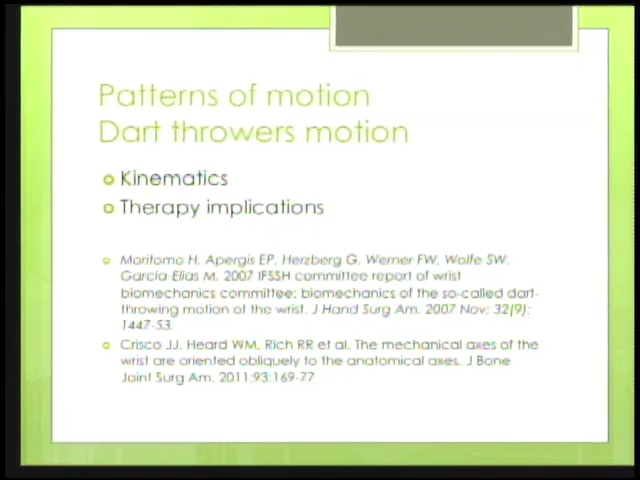 Patterns of motion
Dart throwers motion
Kinematics
Therapy implications
Moritomo H, Apergis EP, Herzberg G, Werner FW, Wolfe SW,
Garcia Elias M. 2007 IFSSH committee report of wrist
biomechanics committee: biomechanics of the so-called dart-
throwing motion of the wrist. J Hand Surg Am. 2007 Nov; 32(9):
1447-53.
Crisco JJ, Heard WM, Rich RR et al. The mechanical axes of the
wrist are oriented obliquely to the anatomical axes. J Bone
Joint Surg Am. 2011;93:169-77